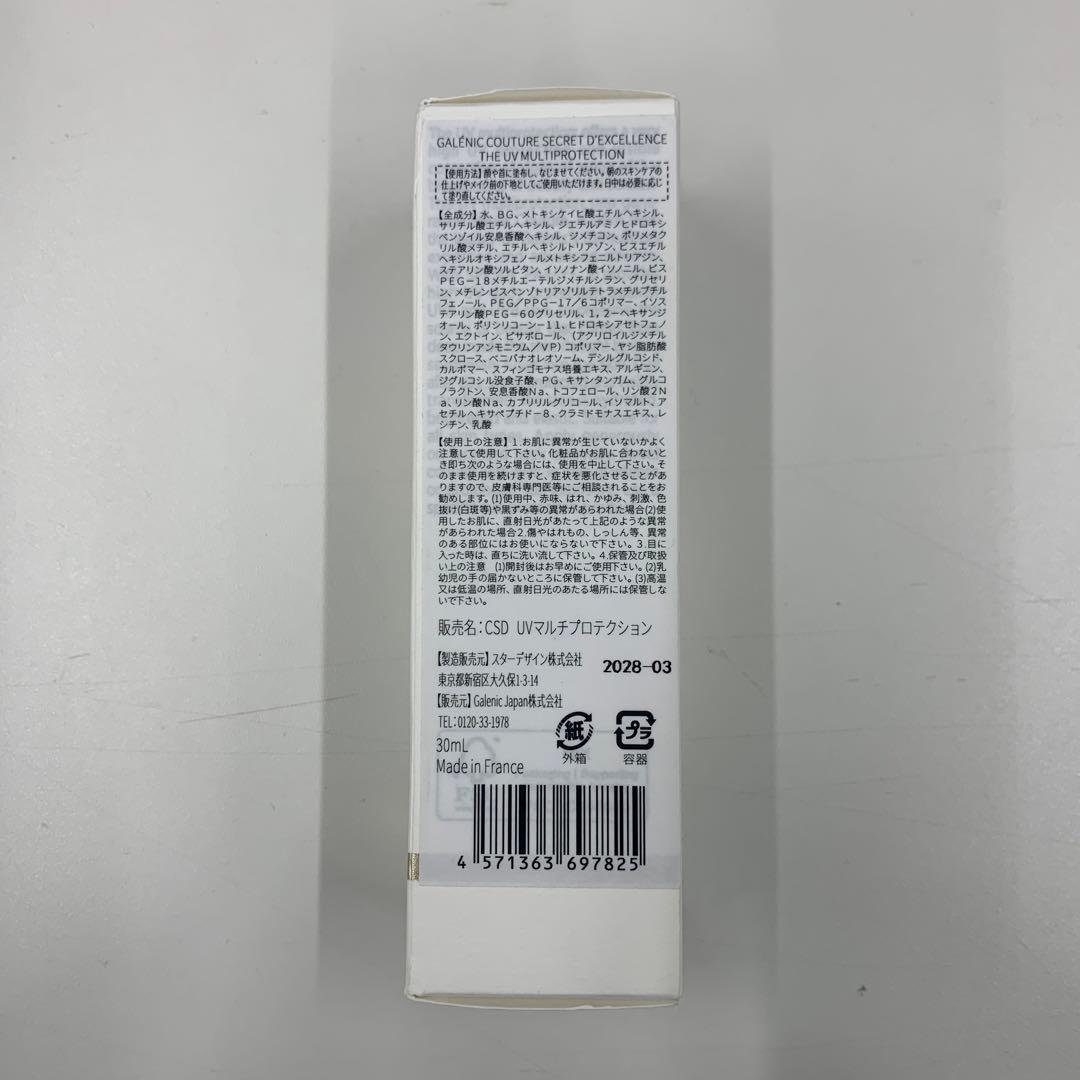 GALÉNIC COUTURE SECRET D'EXCELLENCE
THE UV MULTIPROTECTION
【使用方法】顔や首に塗布し、なじませてください。朝のスキンケアの
仕上げやメイク前の下地としてご使用いただけます。日中は必要に応じ
て塗り直してください。
【全成分】水、BG、メトキシケイヒ酸エチルヘキシル、
サリチル酸エチルヘキシル、ジエチルアミノヒドロキシ
ベンゾイル安息香酸ヘキシル、ジメチコン、ポリメタク
リル酸メチル、エチルヘキシルトリアゾン、ビスエチルヘ
キシルオキシフェノールメトキシフェニルトリアジン、
ステアリン酸ソルビタン、イソノナン酸イソノニル、ビス
PEG-18メチルエーテルジメチルシラン、グリセリ
ン、メチレンビスベンゾトリアゾリルテトラメチルブチル
フェノール、PEG/PPG-17/6コポリマー、イソス
テアリン酸PEG-60グリセリル、1,2-ヘキサンジ
オール、ポリシリコーン-11、ヒドロキシアセトフェノ
ン、エクトイン、ビサボロール、(アクリロイルジメチル
タウリンアンモニウム/VP)コポリマー、ヤシ脂肪酸
スクロース、ベニバナオレオソーム、デシルグルコシド、
カルボマー、スフィンゴモナス培養エキス、アルギニン、
ジグルコシル没食子酸、PG、キサンタンガム、グルコ
ノラクトン、安息香酸Na、トコフェロール、リン酸2N
a、リン酸Na、カプリリルグリコール、イソマルト、ア
セチルヘキサペプチド-8、クラミドモナスエキス、レ
シチン、乳酸
【使用上の注意】1.お肌に異常が生じていないかよく
注意して使用して下さい。化粧品がお肌に合わないと
き即ち次のような場合には、使用を中止して下さい。そ
のまま使用を続けますと、症状を悪化させることがあ
りますので、皮膚科専門医等にご相談されることをお
勧めします。(1)使用中、赤味、はれ、かゆみ、刺激、色
抜け(白斑等)や黒ずみ等の異常があらわれた場合(2)使
用したお肌に、直射日光があたって上記のような異常
があらわれた場合2.傷やはれもの、しっしん等、異常
のある部位にはお使いにならないで下さい。3.目に
入った時は、直ちに洗い流して下さい。4.保管及び取扱
い上の注意 (1)開封後はお早めにご使用下さい。(2)乳
幼児の手の届かないところに保管して下さい。(3)高温
又は低温の場所、直射日光のあたる場所には保管しな
いで下さい。
販売名：CSD UVマルチプロテクション
【製造販売元】スターデザイン株式会社
2028-03
東京都新宿区大久保1-3-14
【販売元】Galenic Japan株式会社
TEL：0120-33-1978
30mL
Made in France
紙
外箱
プラ
容器
4 571363 697825